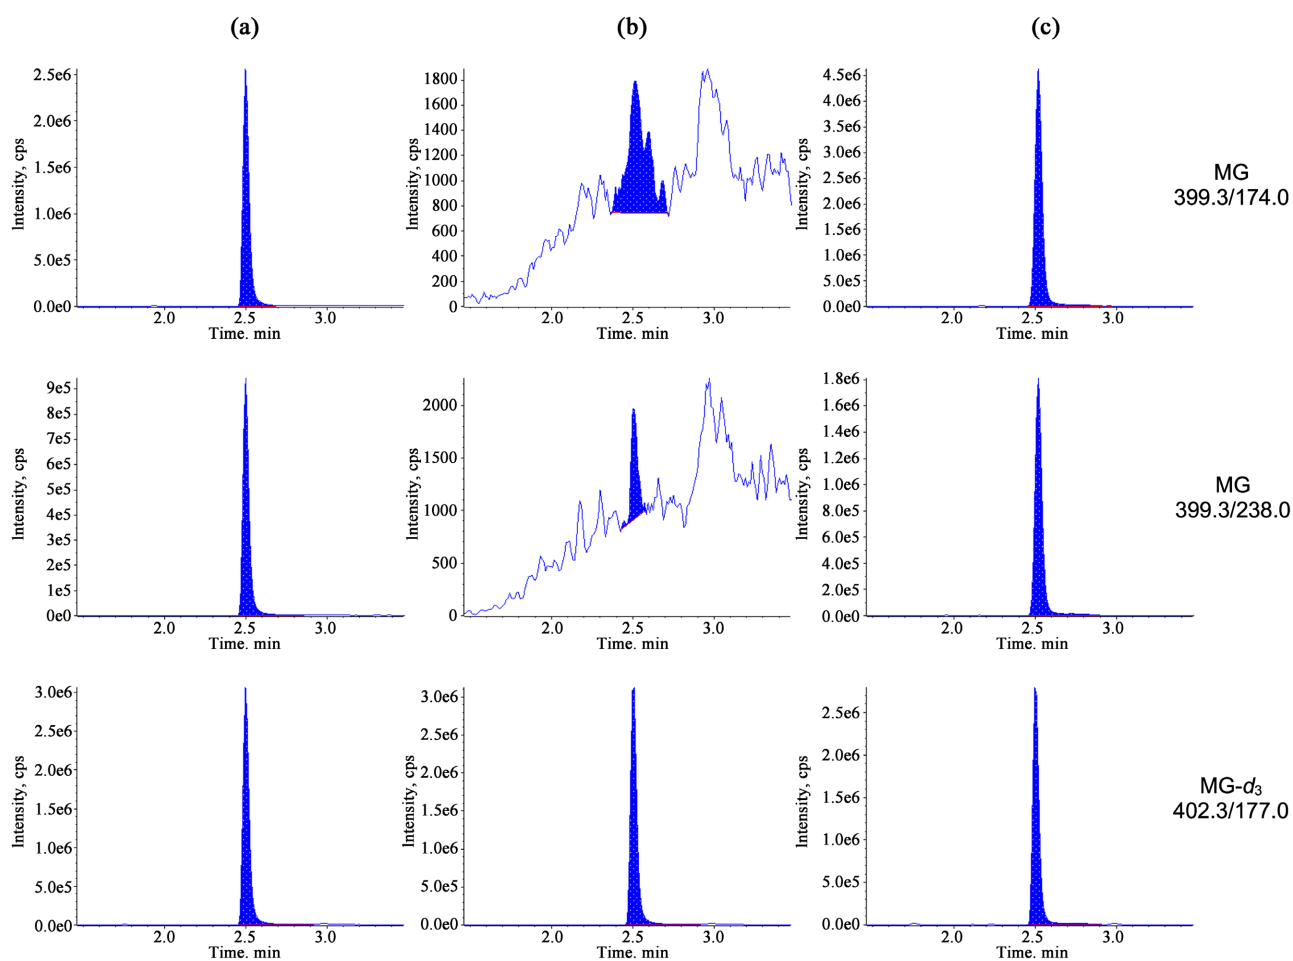 (a) (b) (c)
2.5e6
2.0e6
1.5e6
1.0e6
5.0e5
0.0e0
Intensity, cps
2.0 2.5 3.0
Time. min
1800
1600
1400
1200
1000
800
600
400
200
0
Intensity, cps
2.0 2.5 3.0
Time. min
4.5e6
4.0e6
3.5e6
3.0e6
2.5e6
2.0e6
1.5e6
1.0e6
5.0e6
0.0e0
Intensity, cps
2.0 2.5 3.0
Time. min
MG
399.3/174.0
9e5
8e5
7e5
6e5
5e5
4e5
3e5
2e5
1e5
0e0
Intensity, cps
2.0 2.5 3.0
Time. min
2000
1500
1000
500
0
Intensity, cps
2.0 2.5 3.0
Time. min
1.8e6
1.6e6
1.4e6
1.2e6
1.0e6
8.0e5
6.0e5
4.0e5
2.0e5
0.0e0
Intensity, cps
2.0 2.5 3.0
Time. min
MG
399.3/238.0
3.0e6
2.5e6
2.0e6
1.5e6
1.0e6
5.0e5
0.0e0
Intensity, cps
2.0 2.5 3.0
Time. min
3.0e6
2.5e6
2.0e6
1.5e6
1.0e6
5.0e5
0.0e0
Intensity, cps
2.0 2.5 3.0
Time. min
2.5e6
2.0e6
1.5e6
1.0e6
5.0e5
0.0e0
Intensity, cps
2.0 2.5 3.0
Time. min
MG-d3
402.3/177.0